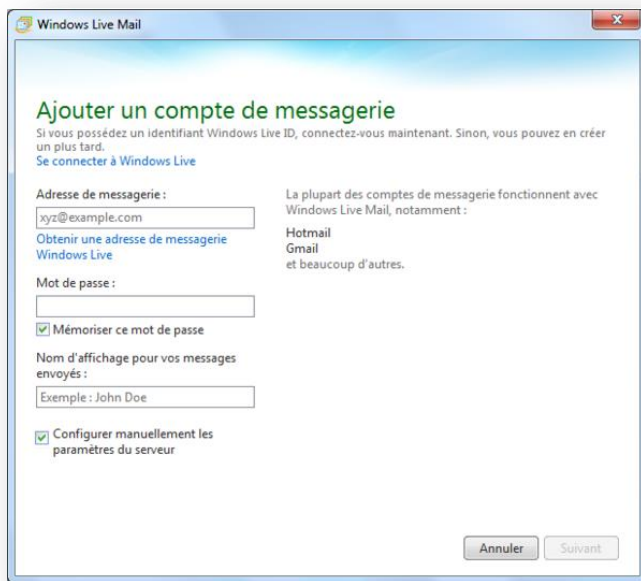 Windows Live Mail
Ajouter un compte de messagerie
Si vous possédez un identifiant Windows Live ID, connectez-vous maintenant. Sinon, vous pouvez en créer
un plus tard.
Se connecter à Windows Live
Adresse de messagerie :
xyz@example.com
Obtenir une adresse de messagerie
Windows Live
Mot de passe :
Mémoriser ce mot de passe
Nom d'affichage pour vos messages
envoyés :
Exemple : John Doe
Configurer manuellement les
paramètres du serveur
La plupart des comptes de messagerie fonctionnent avec
Windows Live Mail, notamment :
Hotmail
Gmail
et beaucoup d'autres.
Annuler
Suivant